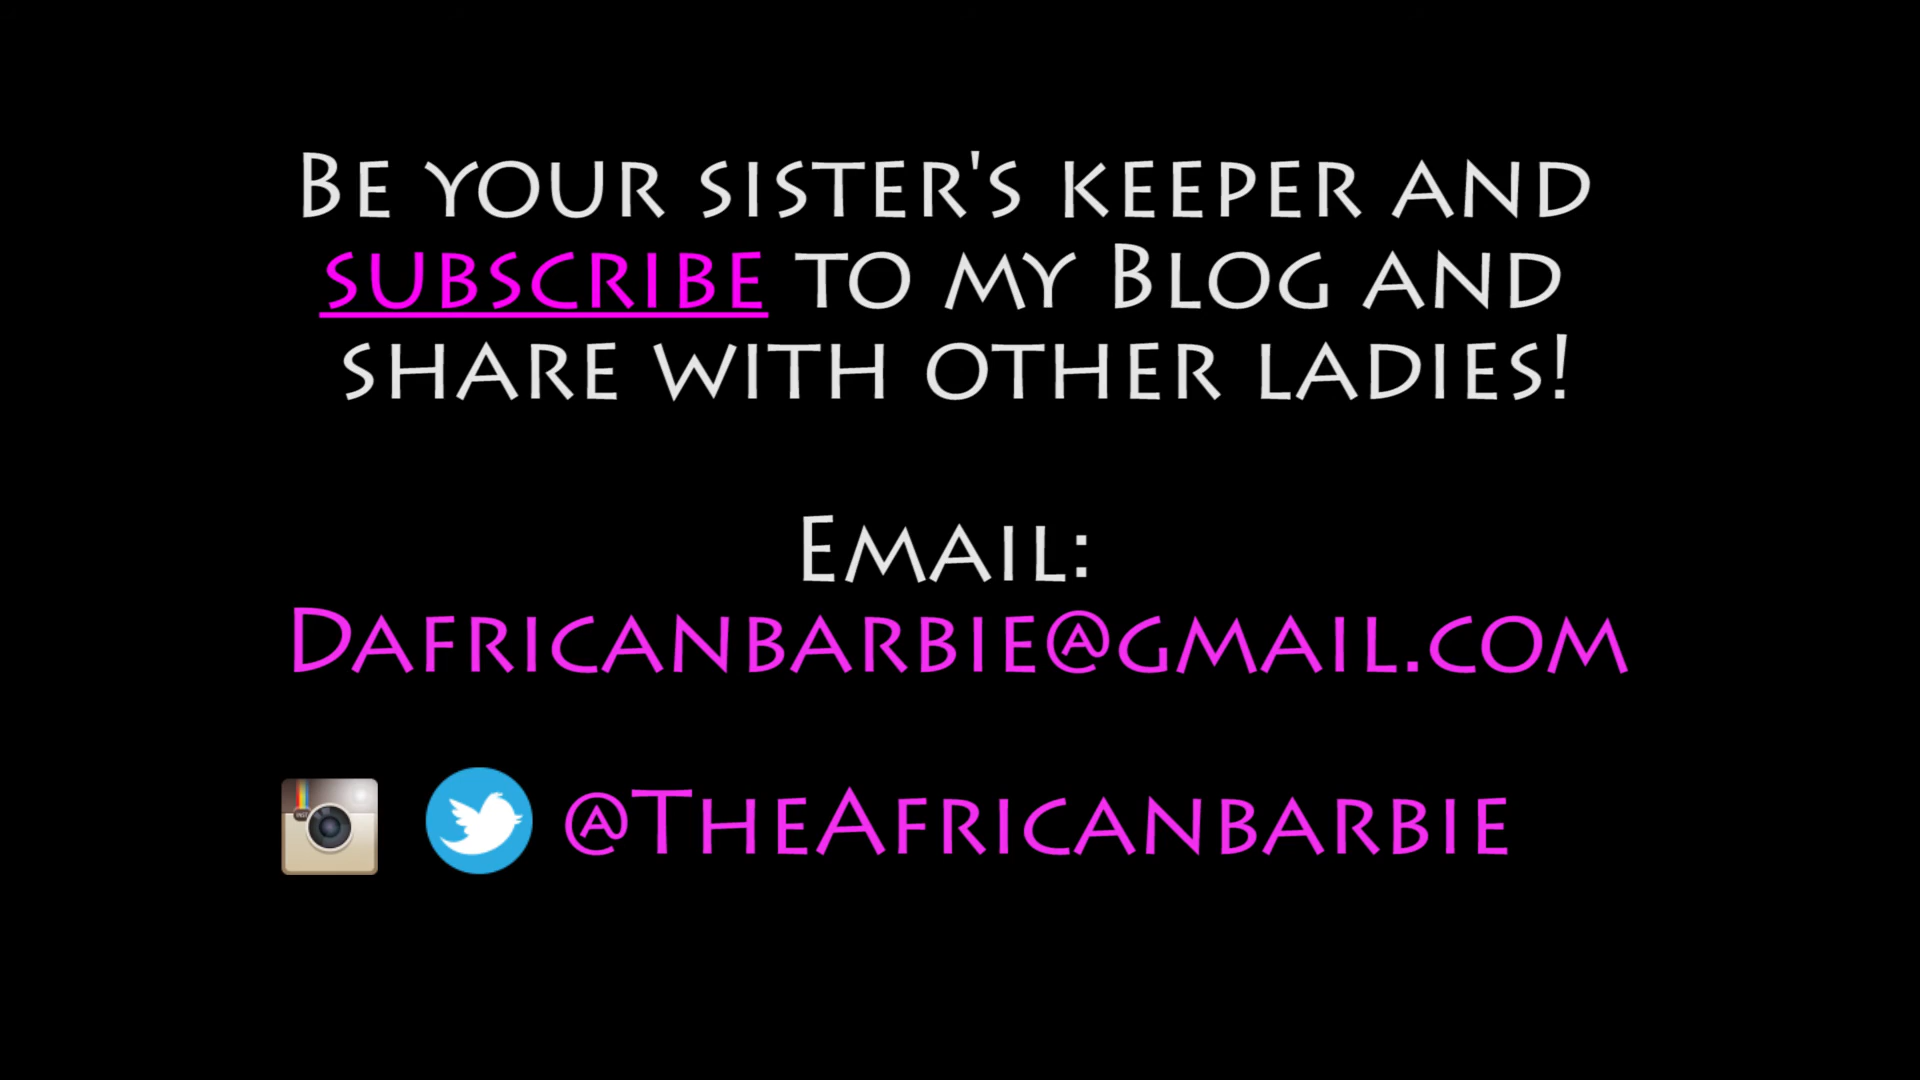 Be your sister's keeper and
subscribe to my Blog and
share with other ladies!
Email:
Dafricanbarbie@gmail.com
@TheAfricanbarbie